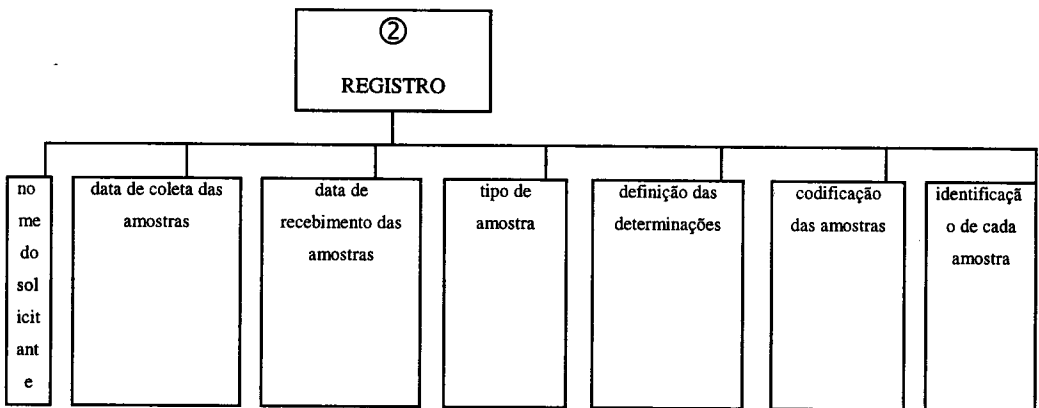 ②
REGISTRO
no
me
do
sol
icit
ant
e
data de coleta das
amostras
data de
recebimento das
amostras
tipo de
amostra
definição das
determinações
codificação
das amostras
identificaçã
o de cada
amostra